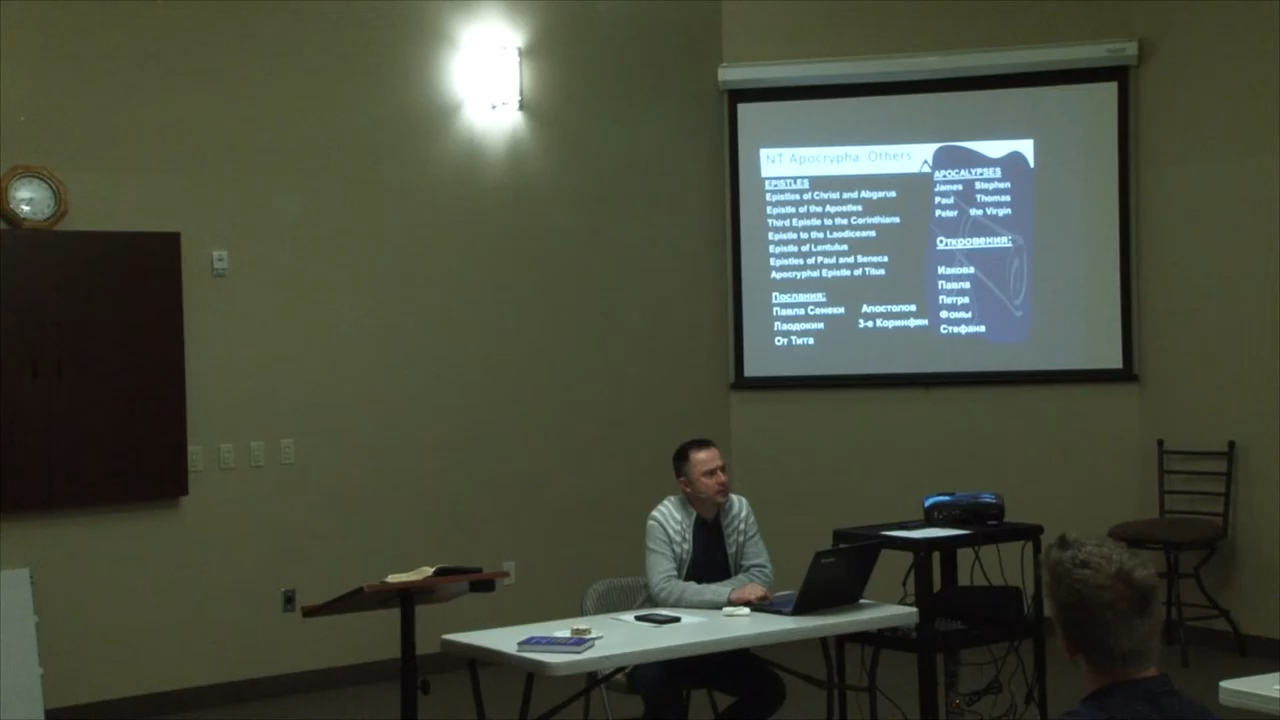 NT Apocrypha: Others
EPISTLES
Epistles of Christ and Abgarus
Epistle of the Apostles
Third Epistle to the Corinthians
Epistle to the Laodiceans
Epistle of Lentulus
Epistles of Paul and Seneca
Apocryphal Epistle of Titus
Послания:
Павла Сенеки Апостолов
Лаодокии 3-е Коринфян
От Тита
APOCALYPSES
James Stephen
Paul Thomas
Peter the Virgin
Откровения:
Иакова
Павла
Петра
Фомы
Стефана